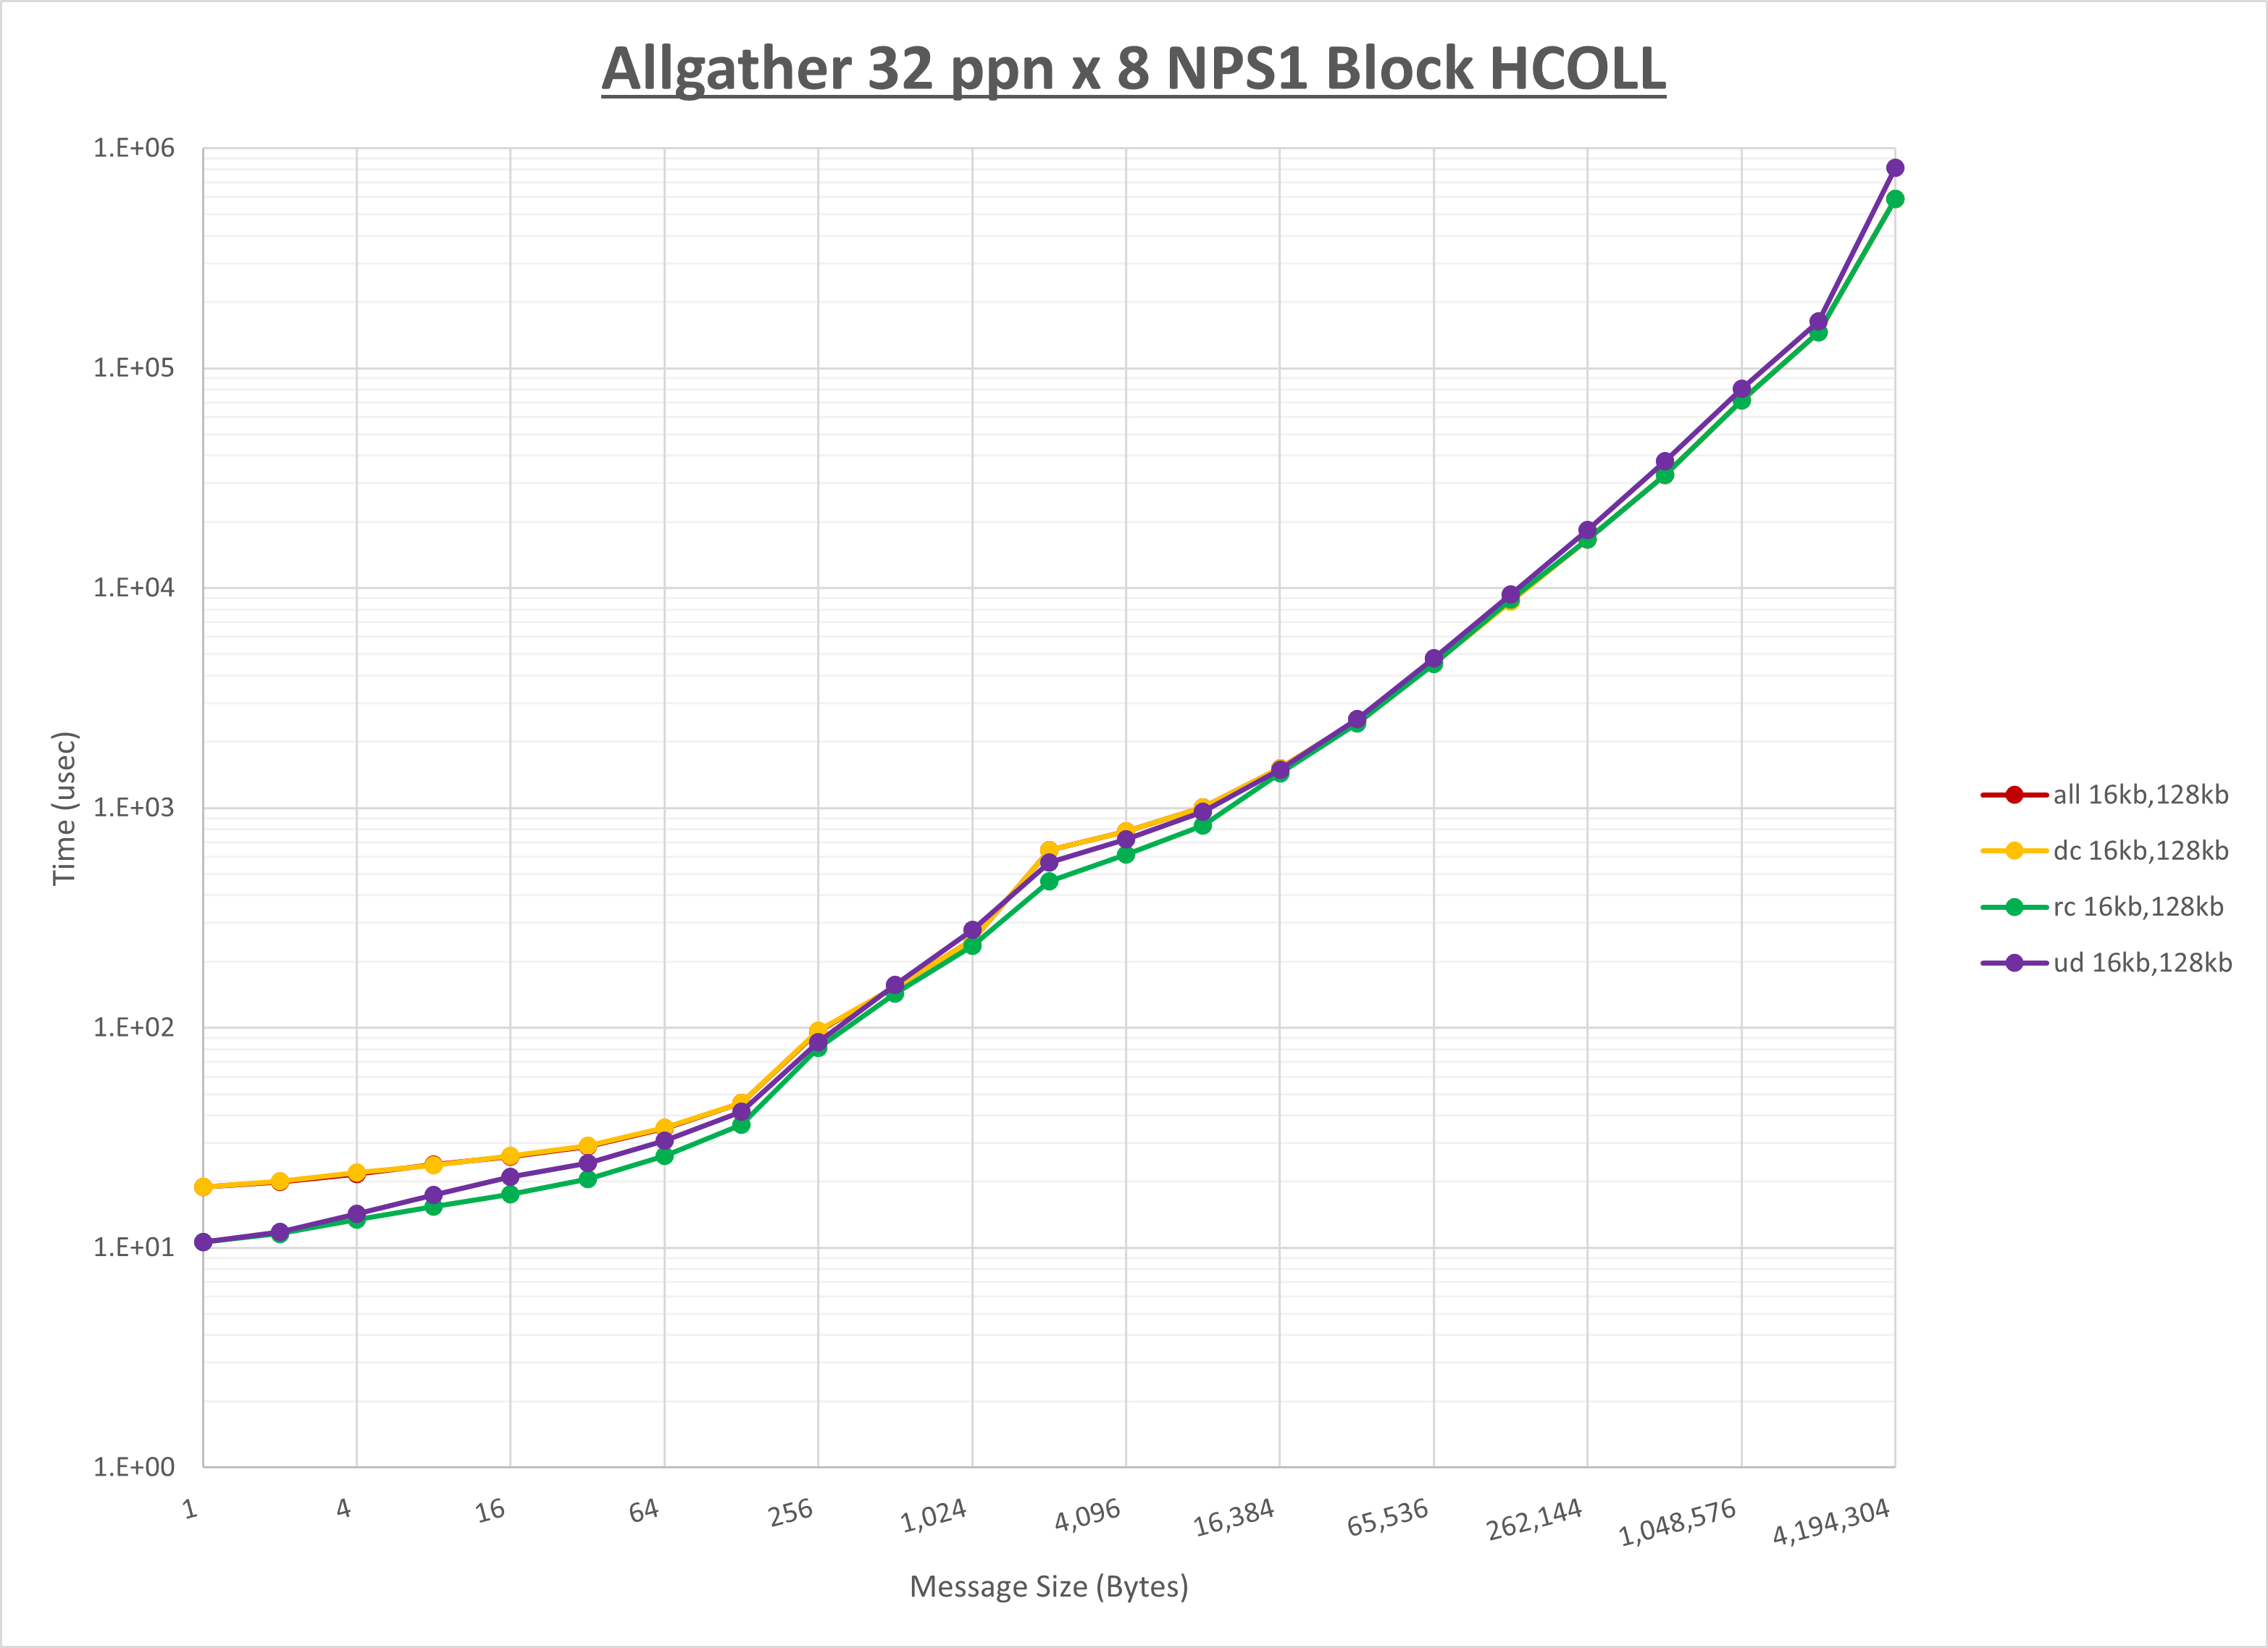 Allgather 32 ppn x 8 NPS1 Block HCOLL
1.E+06
1.E+05
1.E+04
1.E+03
1.E+02
1.E+01
1.E+00
Time (usec)
1
4
16
64
256
1,024
4,096
16,384
65,536
262,144
1,048,576
4,194,304
Message Size (Bytes)
all 16kb,128kb
dc 16kb,128kb
rc 16kb,128kb
ud 16kb,128kb